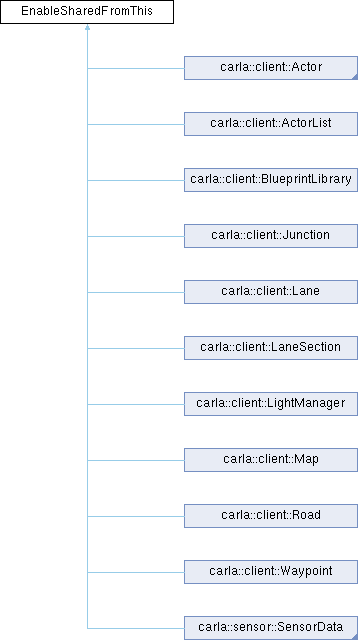 EnableSharedFromThis
carla::client::Actor
carla::client::ActorList
carla::client::BlueprintLibrary
carla::client::Junction
carla::client::Lane
carla::client::LaneSection
carla::client::LightManager
carla::client::Map
carla::client::Road
carla::client::Waypoint
carla::sensor::SensorData